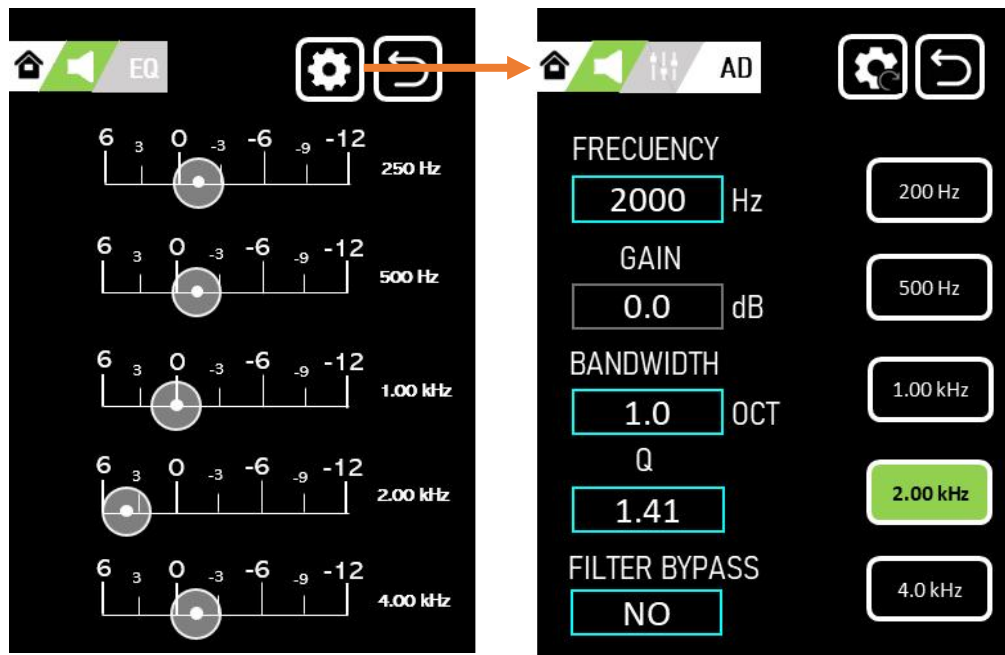 EQ
6 3 0 -3 -6 -9 -12
250 Hz
6 3 0 -3 -6 -9 -12
500 Hz
6 3 0 -3 -6 -9 -12
1.00 kHz
6 3 0 -3 -6 -9 -12
2.00 kHz
6 3 0 -3 -6 -9 -12
4.00 kHz
AD
FRECUENCY
2000 Hz
GAIN
0.0 dB
BANDWIDTH
1.0 OCT
Q
1.41
FILTER BYPASS
NO
200 Hz
500 Hz
1.00 kHz
2.00 kHz
4.0 kHz